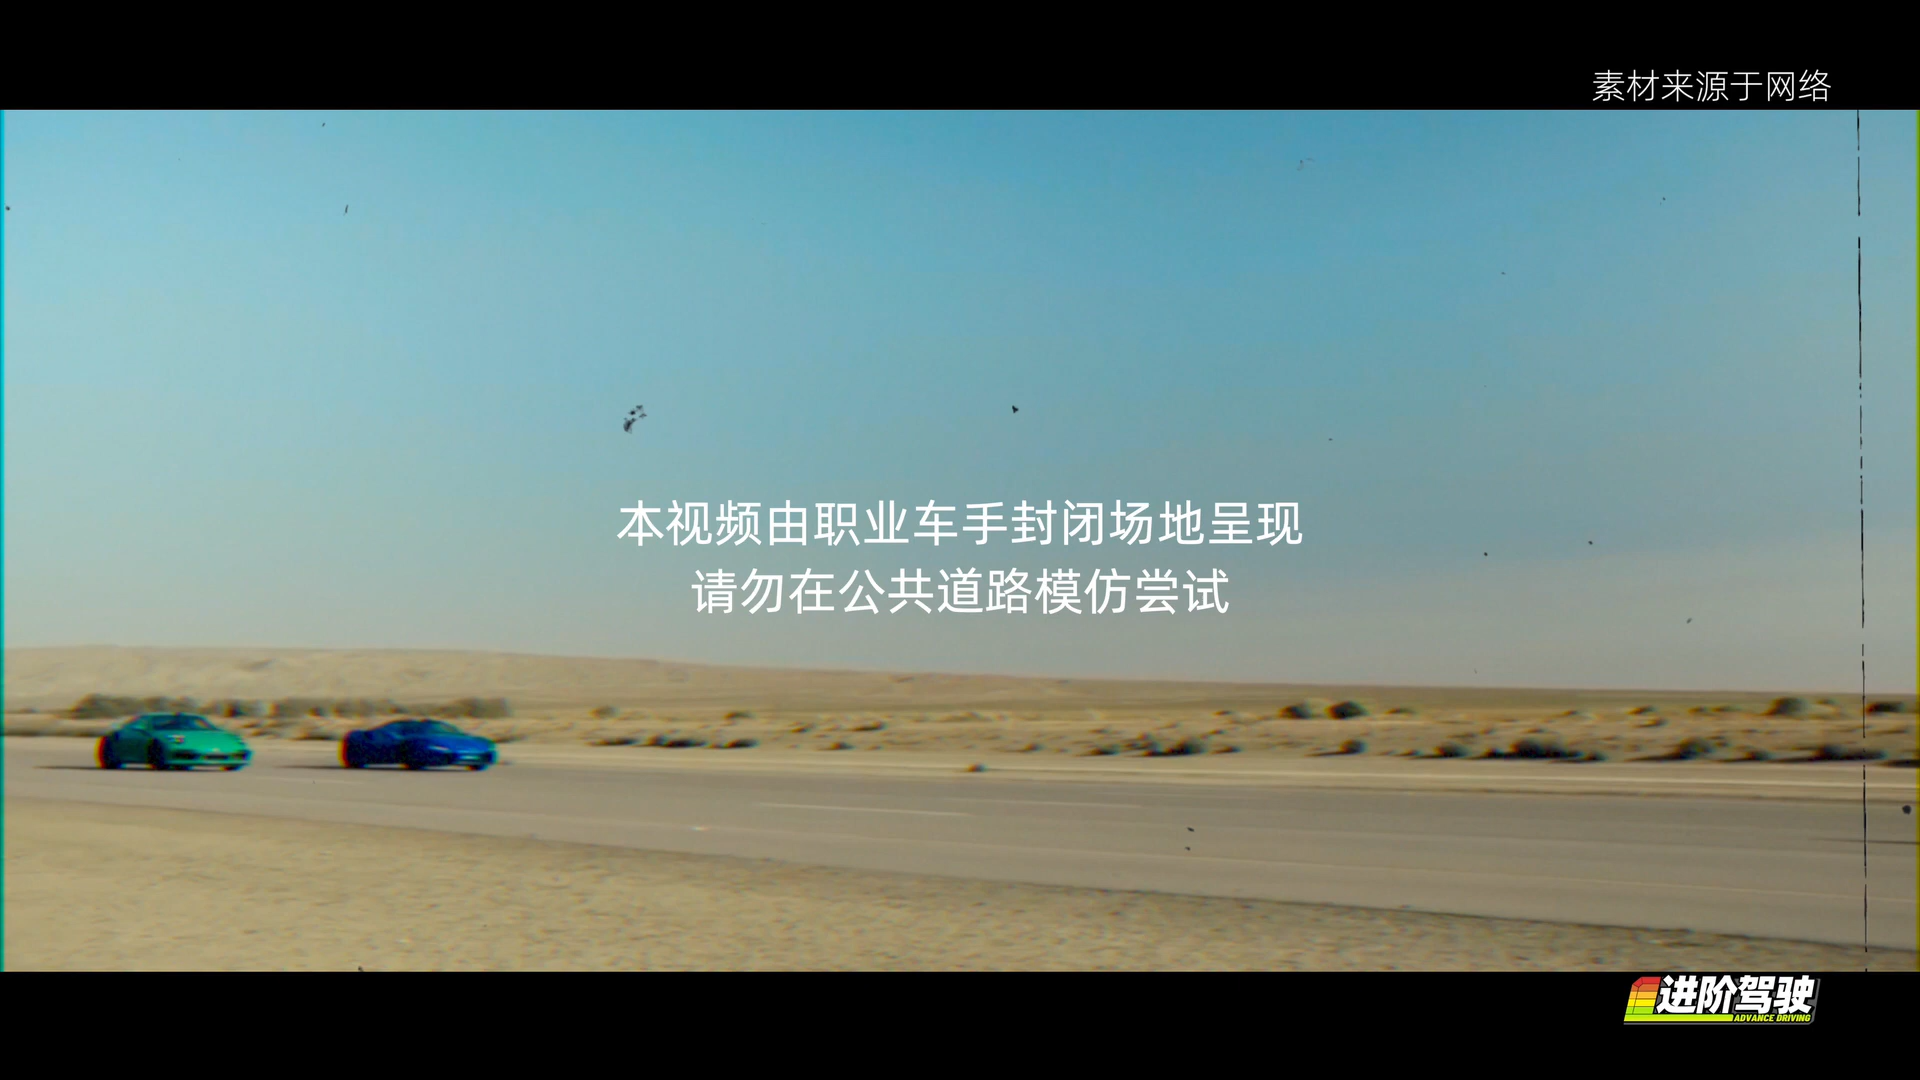 素材来源于网络
本视频由职业车手封闭场地呈现
请勿在公共道路模仿尝试
进阶驾驶
ADVANCE DRIVING